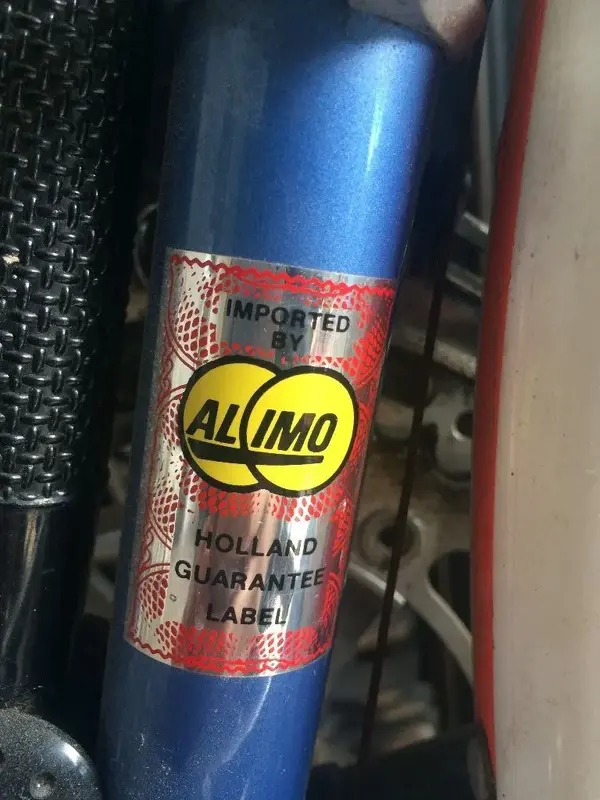 IMPORTED
BY
ALIMO
HOLLAND
GUARANTEE
LABEL